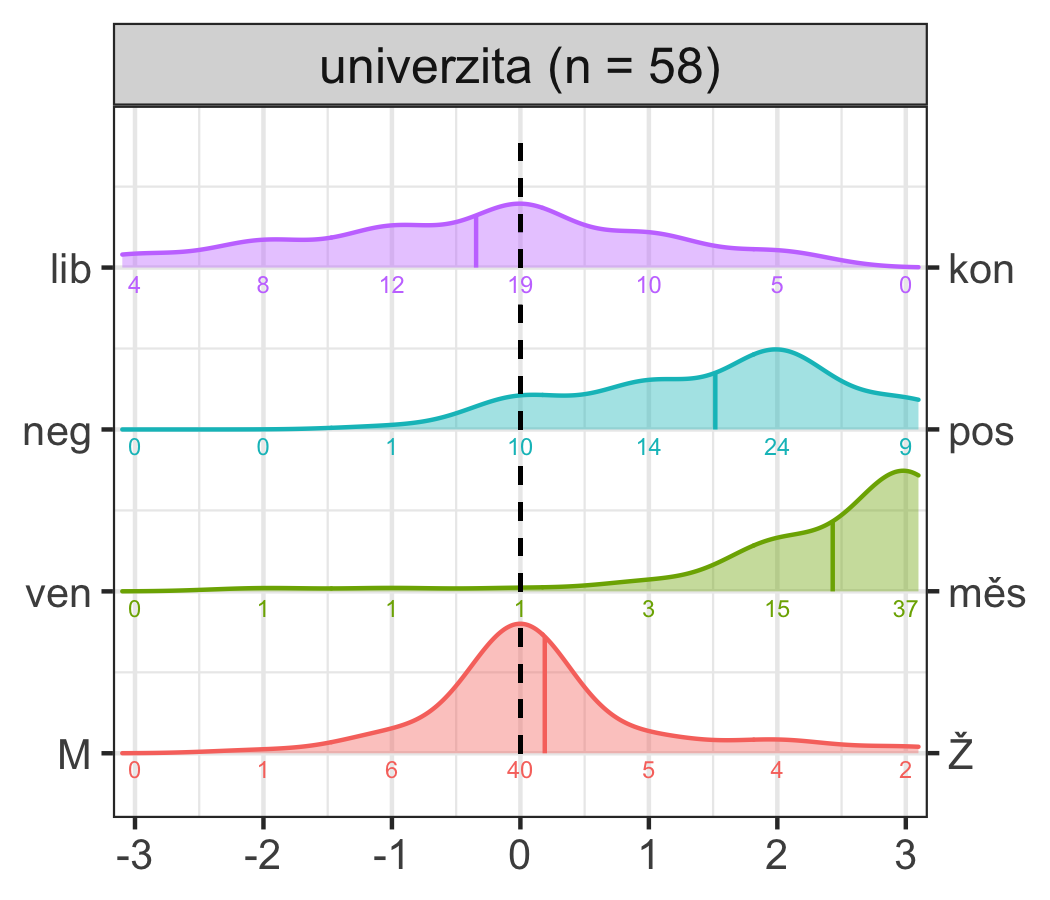 univerzita (n = 58)
lib kon
4 8 12 19 10 5 0
neg pos
0 0 1 10 14 24 9
ven měs
0 1 1 1 3 15 37
M Ž
0 1 6 40 5 4 2
-3 -2 -1 0 1 2 3